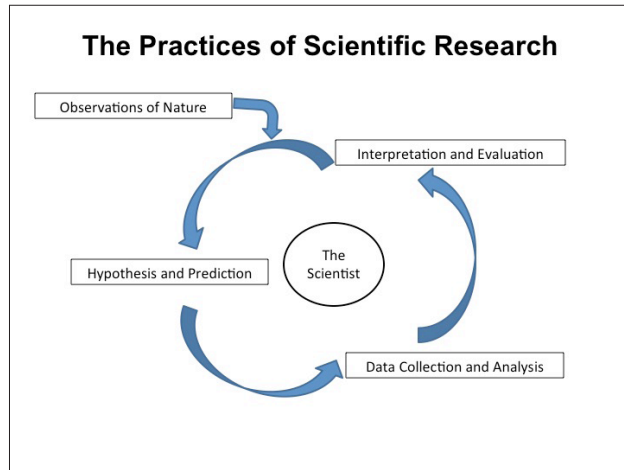 The Practices of Scientific Research
Observations of Nature
Interpretation and Evaluation
The
Scientist
Hypothesis and Prediction
Data Collection and Analysis